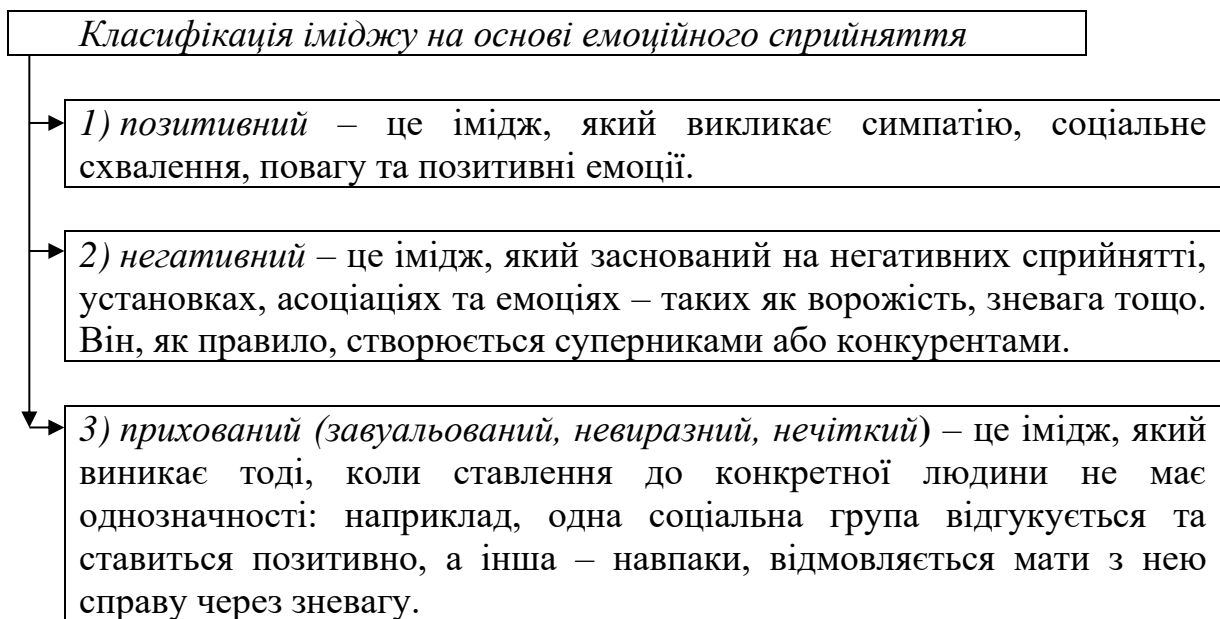 Класифікація іміджу на основі емоційного сприйняття
1) позитивний – це імідж, який викликає симпатію, соціальне
схвалення, повагу та позитивні емоції.
2) негативний – це імідж, який заснований на негативних сприйнятті,
установках, асоціаціях та емоціях – таких як ворожість, зневага тощо.
Він, як правило, створюється суперниками або конкурентами.
3) прихований (завуальований, невиразний, нечіткий) – це імідж, який
виникає тоді, коли ставлення до конкретної людини не має
однозначності: наприклад, одна соціальна група відгукується та
ставиться позитивно, а інша – навпаки, відмовляється мати з нею
справу через зневагу.